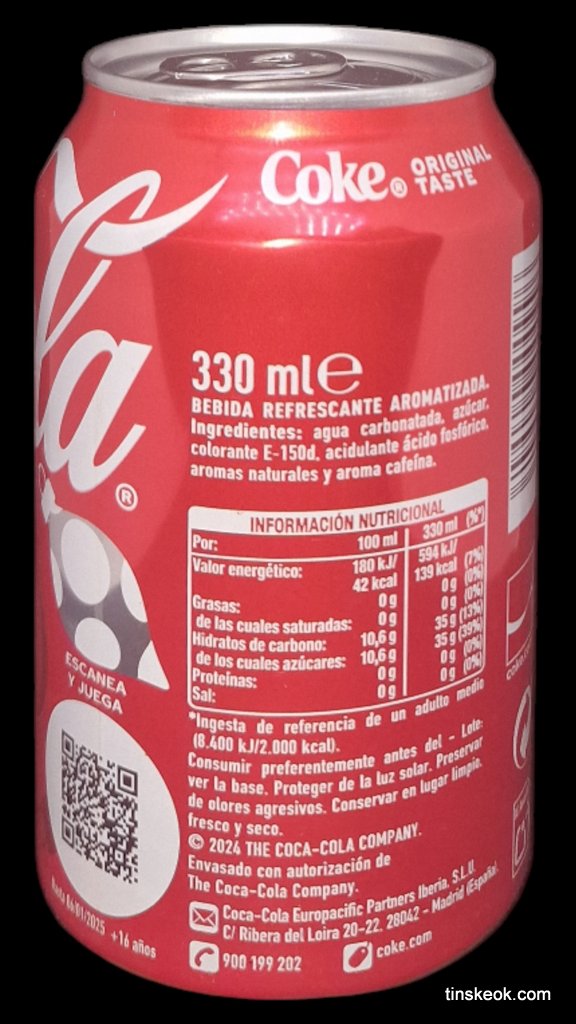 Coke® ORIGINAL
TASTE
la®
330 ml e
BEBIDA REFRESCANTE AROMATIZADA.
Ingredientes: agua carbonatada, azúcar,
colorante E-150d, acidulante ácido fosfórico,
aromas naturales y aroma cafeína.
INFORMACIÓN NUTRICIONAL
Por: 100 ml 330 ml (%*)
Valor energético: 180 kJ/ 594 kJ/
42 kcal 139 kcal (7%)
Grasas: 0 g 0 g (0%)
de las cuales saturadas: 0 g 0 g (0%)
Hidratos de carbono: 10,6 g 35 g (13%)
de los cuales azúcares: 10,6 g 35 g (39%)
Proteínas: 0 g 0 g (0%)
Sal: 0 g 0 g (0%)
*Ingesta de referencia de un adulto medio
(8.400 kJ/2.000 kcal).
Consumir preferentemente antes del - Lote:
ver la base. Proteger de la luz solar. Preservar
de olores agresivos. Conservar en lugar limpio,
fresco y seco.
© 2024 THE COCA-COLA COMPANY.
Envasado con autorización de
The Coca-Cola Company.
Coca-Cola Europacific Partners Iberia, S.L.U.
C/ Ribera del Loira 20-22. 28042 - Madrid (España).
900 199 202 coke.com
ESCANEA
Y JUEGA
+16 años
tinskeok.com